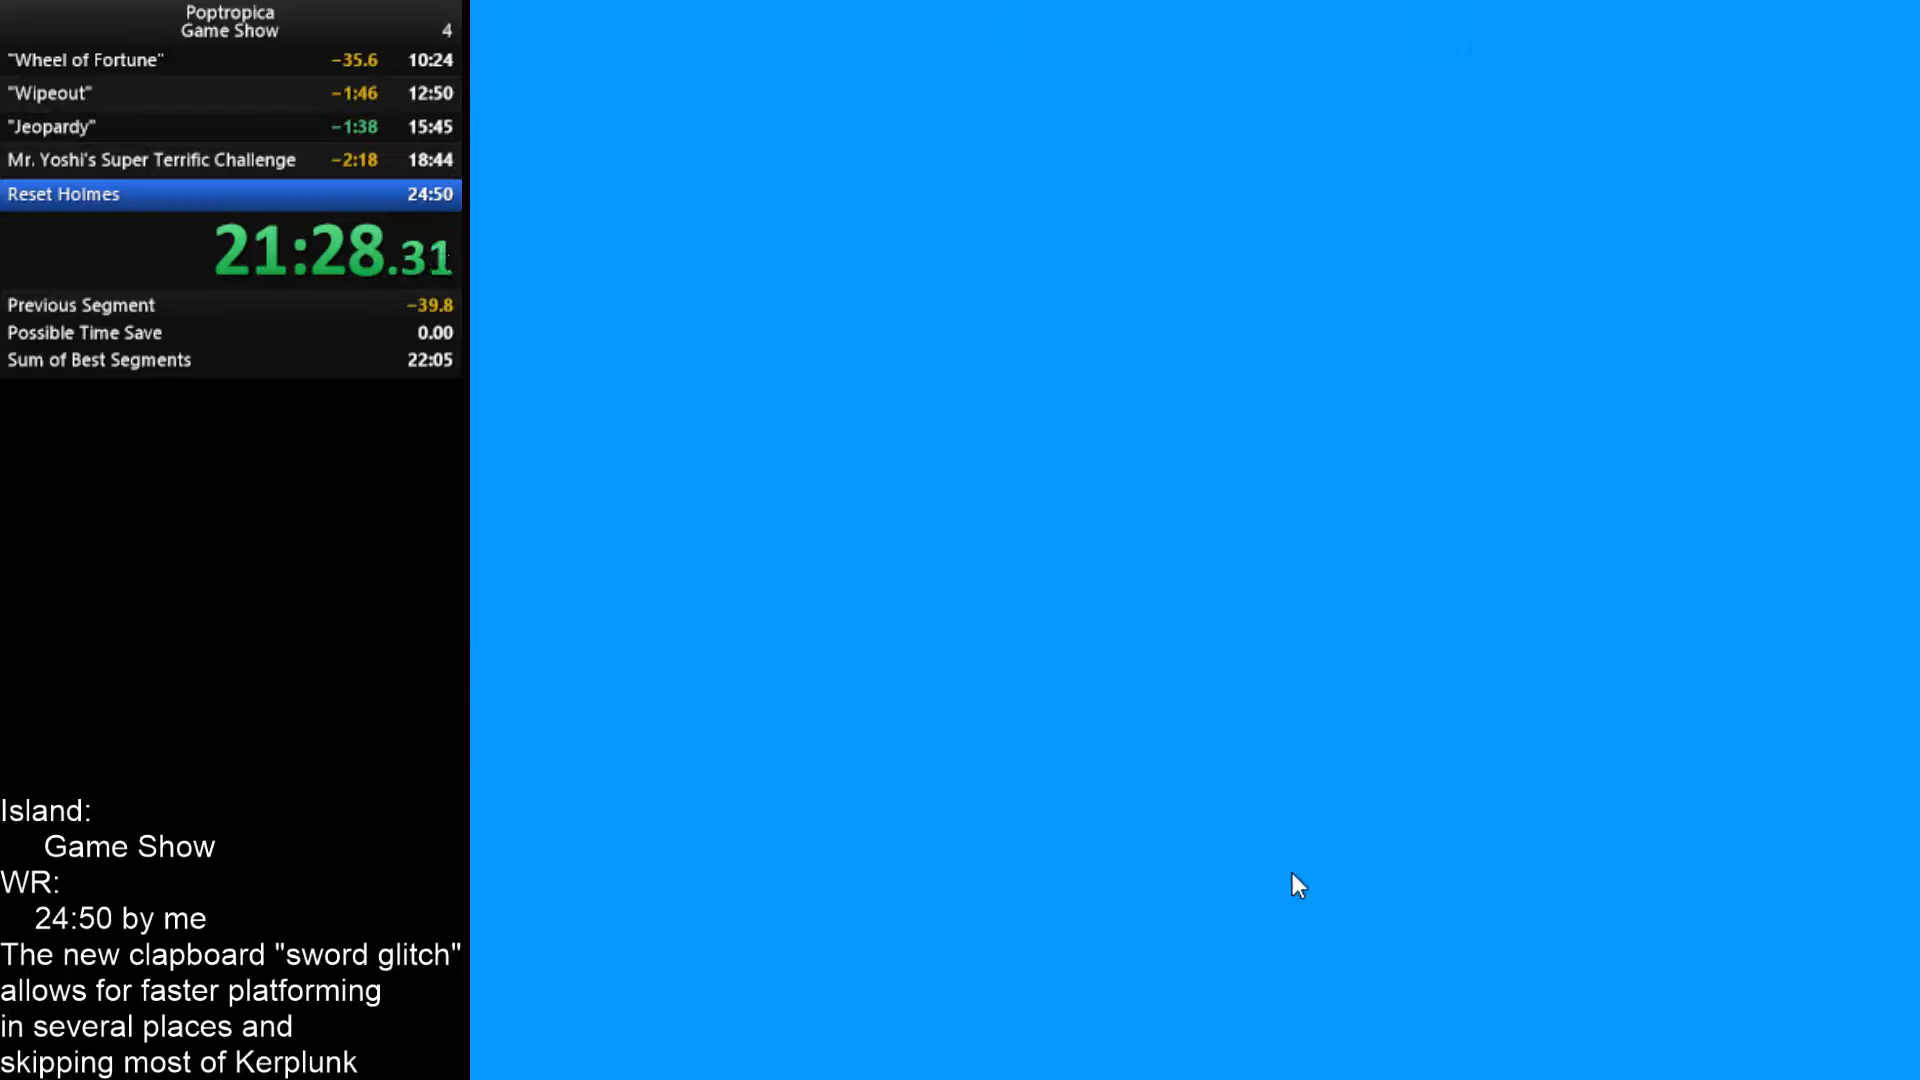 Poptropica
Game Show 4
"Wheel of Fortune" −35.6 10:24
"Wipeout" −1:46 12:50
"Jeopardy" −1:38 15:45
Mr. Yoshi's Super Terrific Challenge −2:18 18:44
Reset Holmes 24:50
21:28.31
Previous Segment −39.8
Possible Time Save 0.00
Sum of Best Segments 22:05
Island:
Game Show
WR:
24:50 by me
The new clapboard "sword glitch"
allows for faster platforming
in several places and
skipping most of Kerplunk